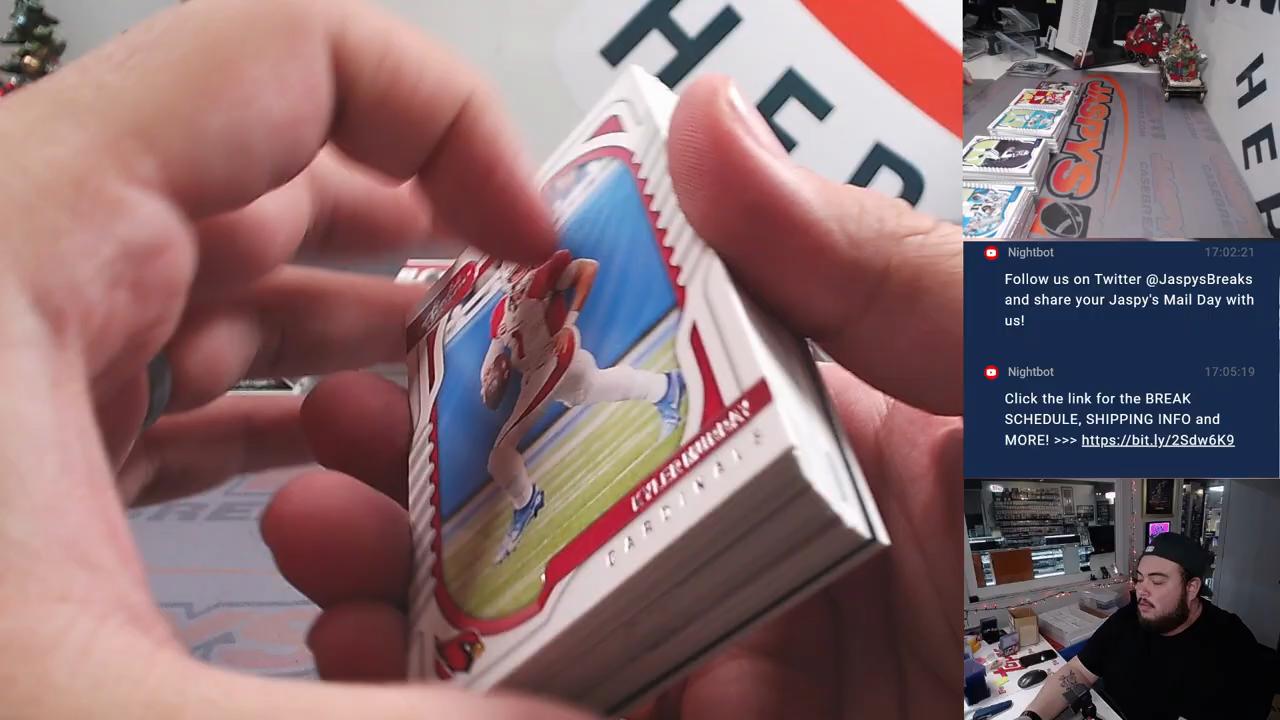 HER
KYLER MURRAY
CARDINALS
JASPYS
HE
Nightbot 17:02:21
Follow us on Twitter @JaspysBreaks
and share your Jaspy's Mail Day with
us!
Nightbot 17:05:19
Click the link for the BREAK
SCHEDULE, SHIPPING INFO and
MORE! >>> https://bit.ly/2Sdw6K9